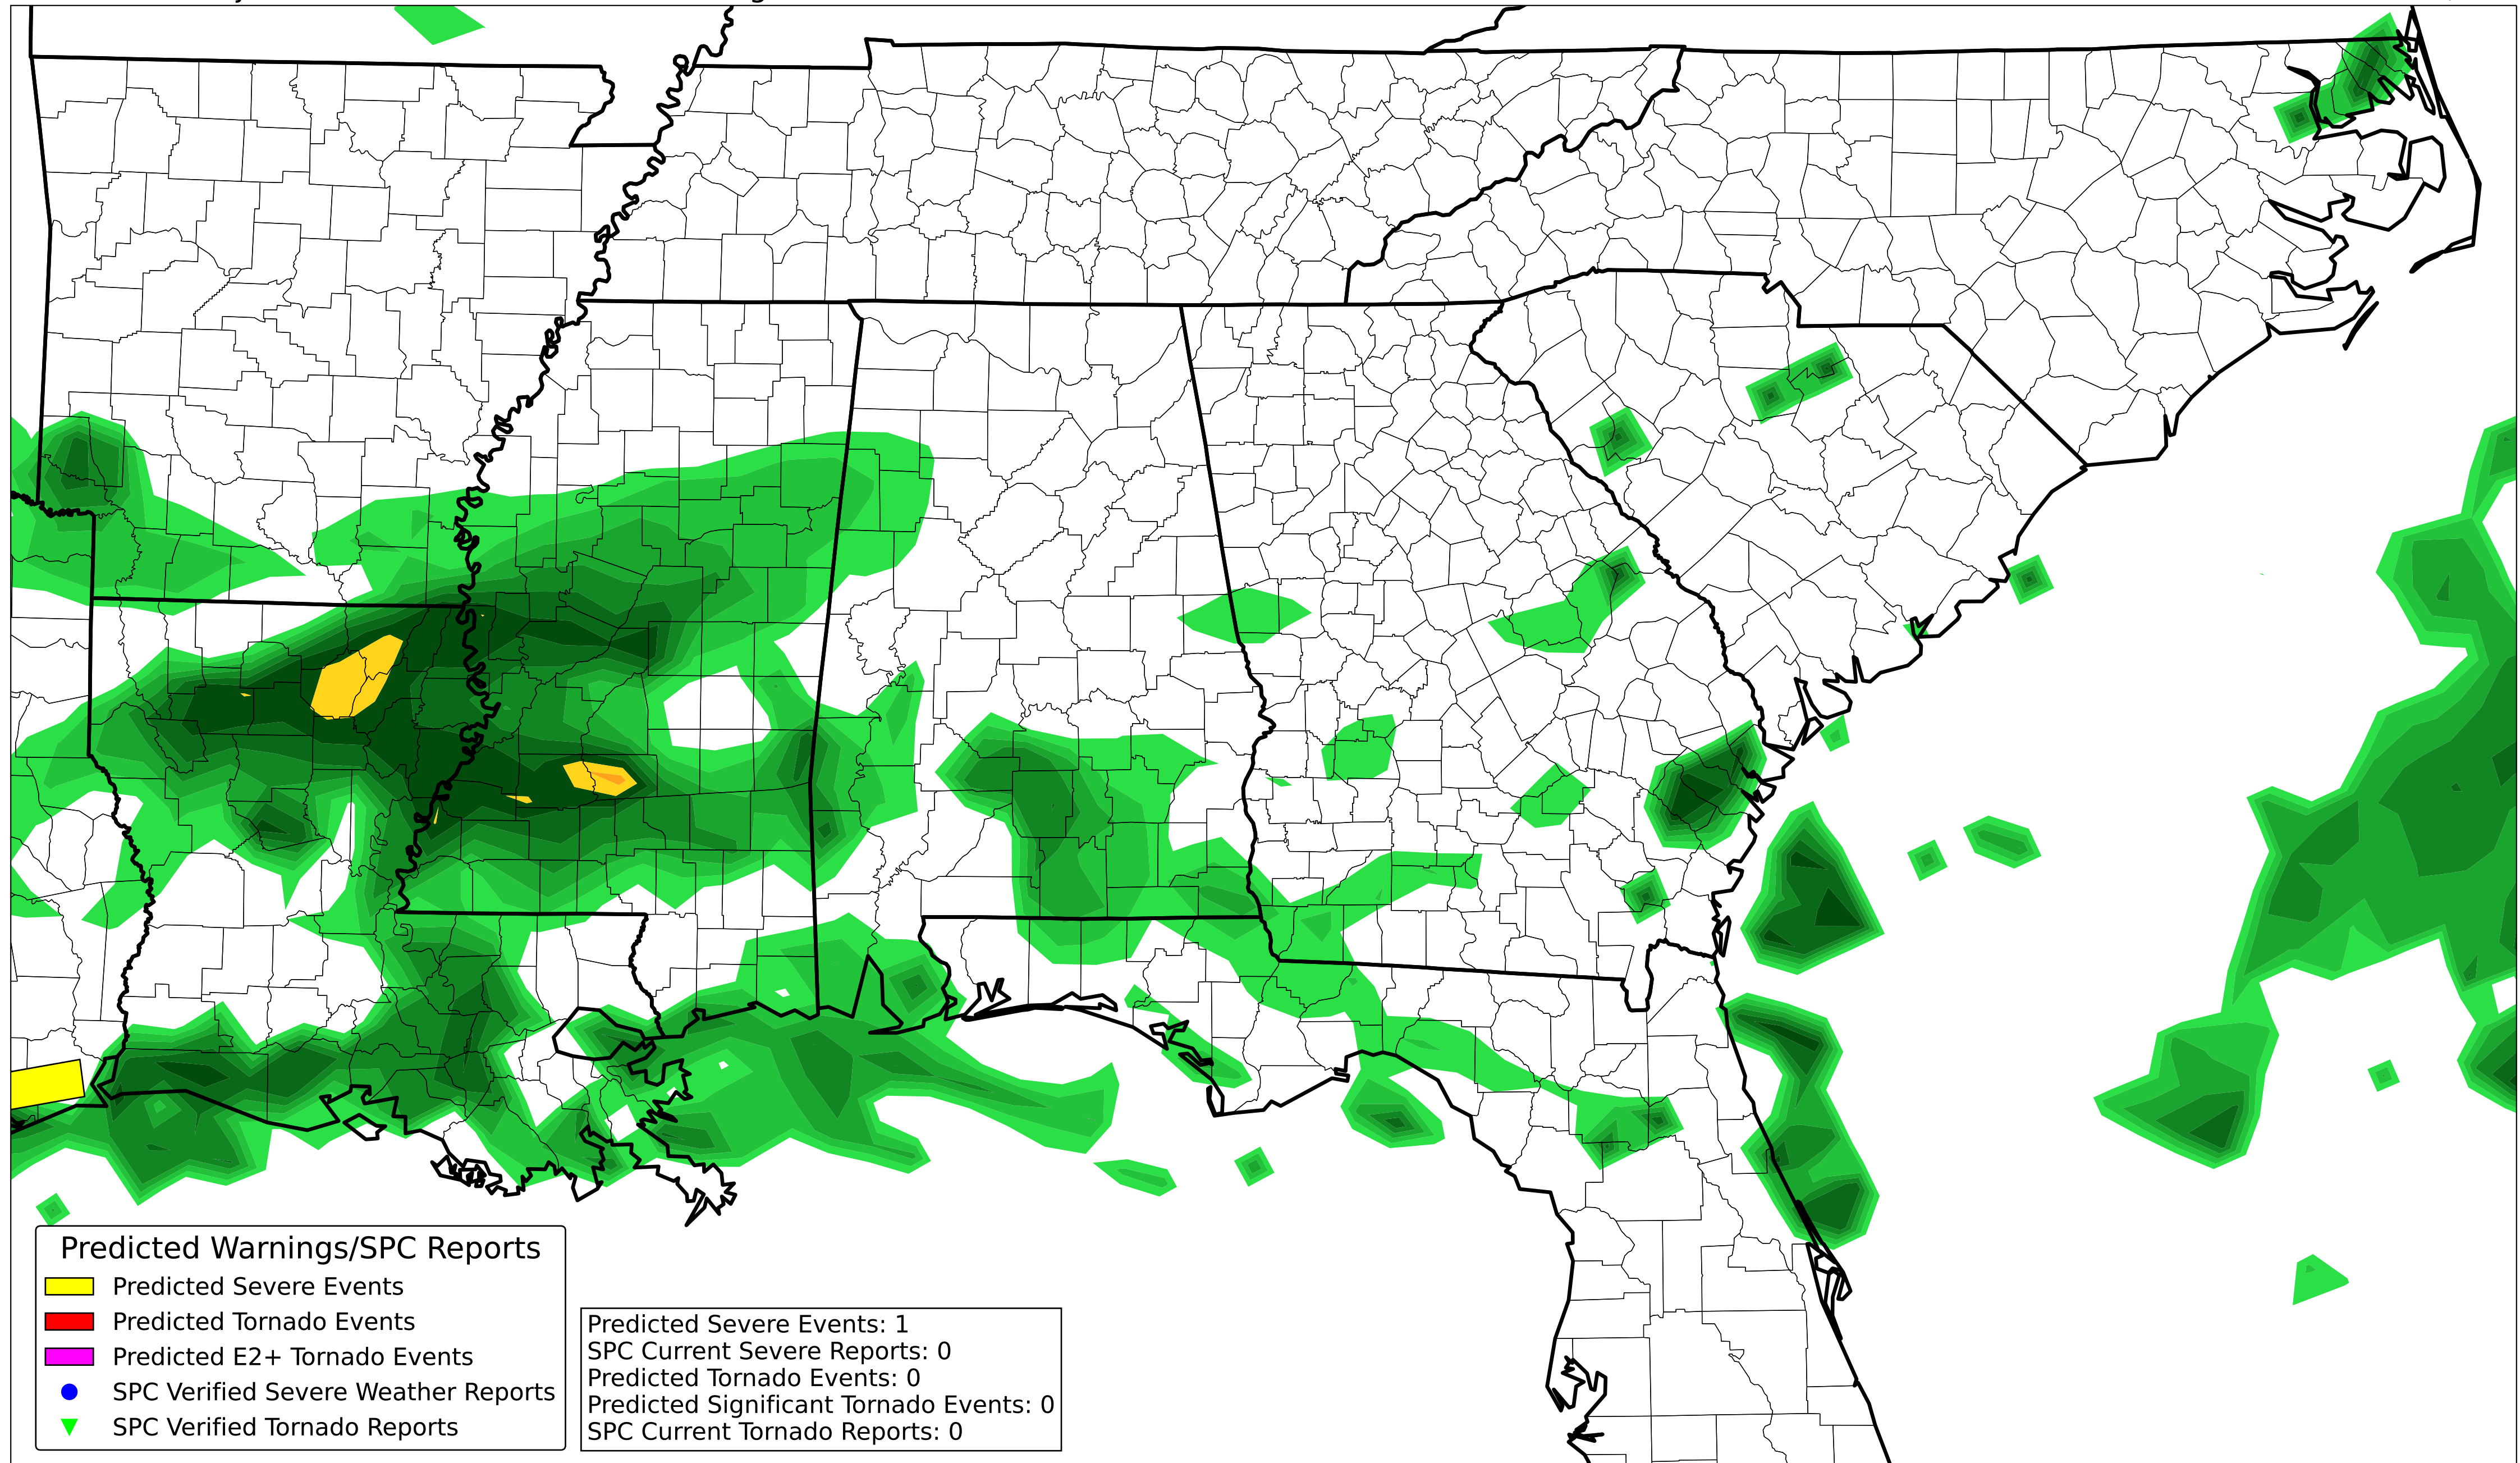 Predicted Warnings/SPC Reports
Predicted Severe Events
Predicted Tornado Events
Predicted E2+ Tornado Events
SPC Verified Severe Weather Reports
SPC Verified Tornado Reports
Predicted Severe Events: 1
SPC Current Severe Reports: 0
Predicted Tornado Events: 0
Predicted Significant Tornado Events: 0
SPC Current Tornado Reports: 0